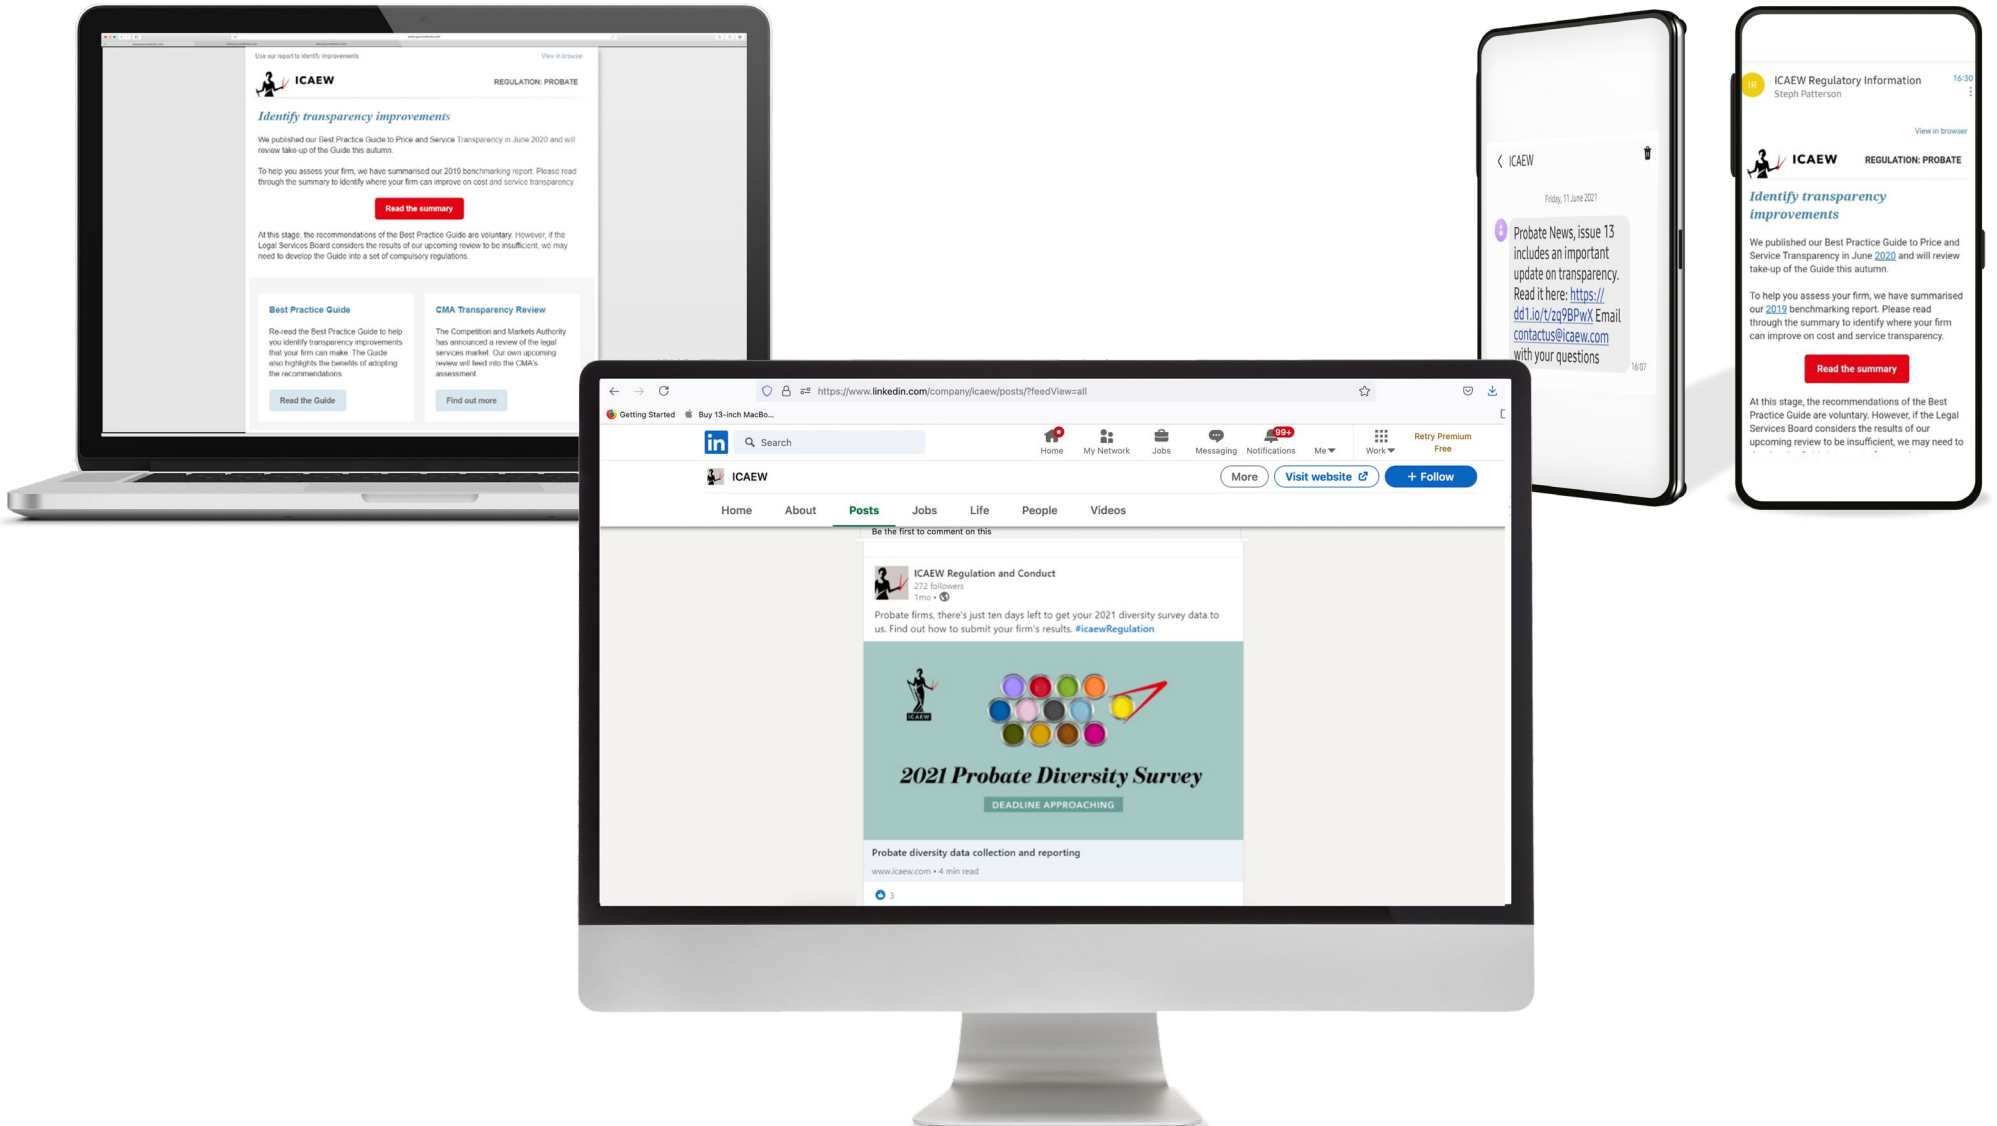 Use our report to identify improvements
View in browser
ICAEW
REGULATION: PROBATE
Identify transparency improvements
We published our Best Practice Guide to Price and Service Transparency in June 2020 and will
review take-up of the Guide this autumn.
To help you assess your firm, we have summarised our 2019 benchmarking report. Please read
through the summary to identify where your firm can improve on cost and service transparency.
Read the summary
At this stage, the recommendations of the Best Practice Guide are voluntary. However, if the
Legal Services Board considers the results of our upcoming review to be insufficient, we may
need to develop the Guide into a set of compulsory regulations.
Best Practice Guide
Re-read the Best Practice Guide to help
you identify transparency improvements
that your firm can make. The Guide
also highlights the benefits of adopting
the recommendations
Read the Guide
CMA Transparency Review
The Competition and Markets Authority
has announced a review of the legal
services market. Our own upcoming
review will feed into the CMA's
assessment
Find out more
ICAEW
Friday, 11 June 2021
Probate News, issue 13
includes an important
update on transparency.
Read it here: https://
dd1.io/t/zq9BPwX Email
contactus@icaew.com
with your questions
16:07
IR
ICAEW Regulatory Information
16:30
Steph Patterson
View in browser
ICAEW
REGULATION: PROBATE
Identify transparency
improvements
We published our Best Practice Guide to Price and
Service Transparency in June 2020 and will review
take-up of the Guide this autumn.
To help you assess your firm, we have summarised
our 2019 benchmarking report. Please read
through the summary to identify where your firm
can improve on cost and service transparency.
Read the summary
At this stage, the recommendations of the Best
Practice Guide are voluntary. However, if the Legal
Services Board considers the results of our
upcoming review to be insufficient, we may need to
https://www.linkedin.com/company/icaew/posts/?feedView=all
Getting Started
Buy 13-inch MacBo...
in
Search
Home
My Network
Jobs
Messaging
99+
Notifications
Me
Work
Retry Premium
Free
ICAEW
More
Visit website
+ Follow
Home
About
Posts
Jobs
Life
People
Videos
Be the first to comment on this
ICAEW Regulation and Conduct
272 followers
1mo •
Probate firms, there's just ten days left to get your 2021 diversity survey data to
us. Find out how to submit your firm's results. #icaewRegulation
ICAEW
2021 Probate Diversity Survey
DEADLINE APPROACHING
Probate diversity data collection and reporting
www.icaew.com • 4 min read
3